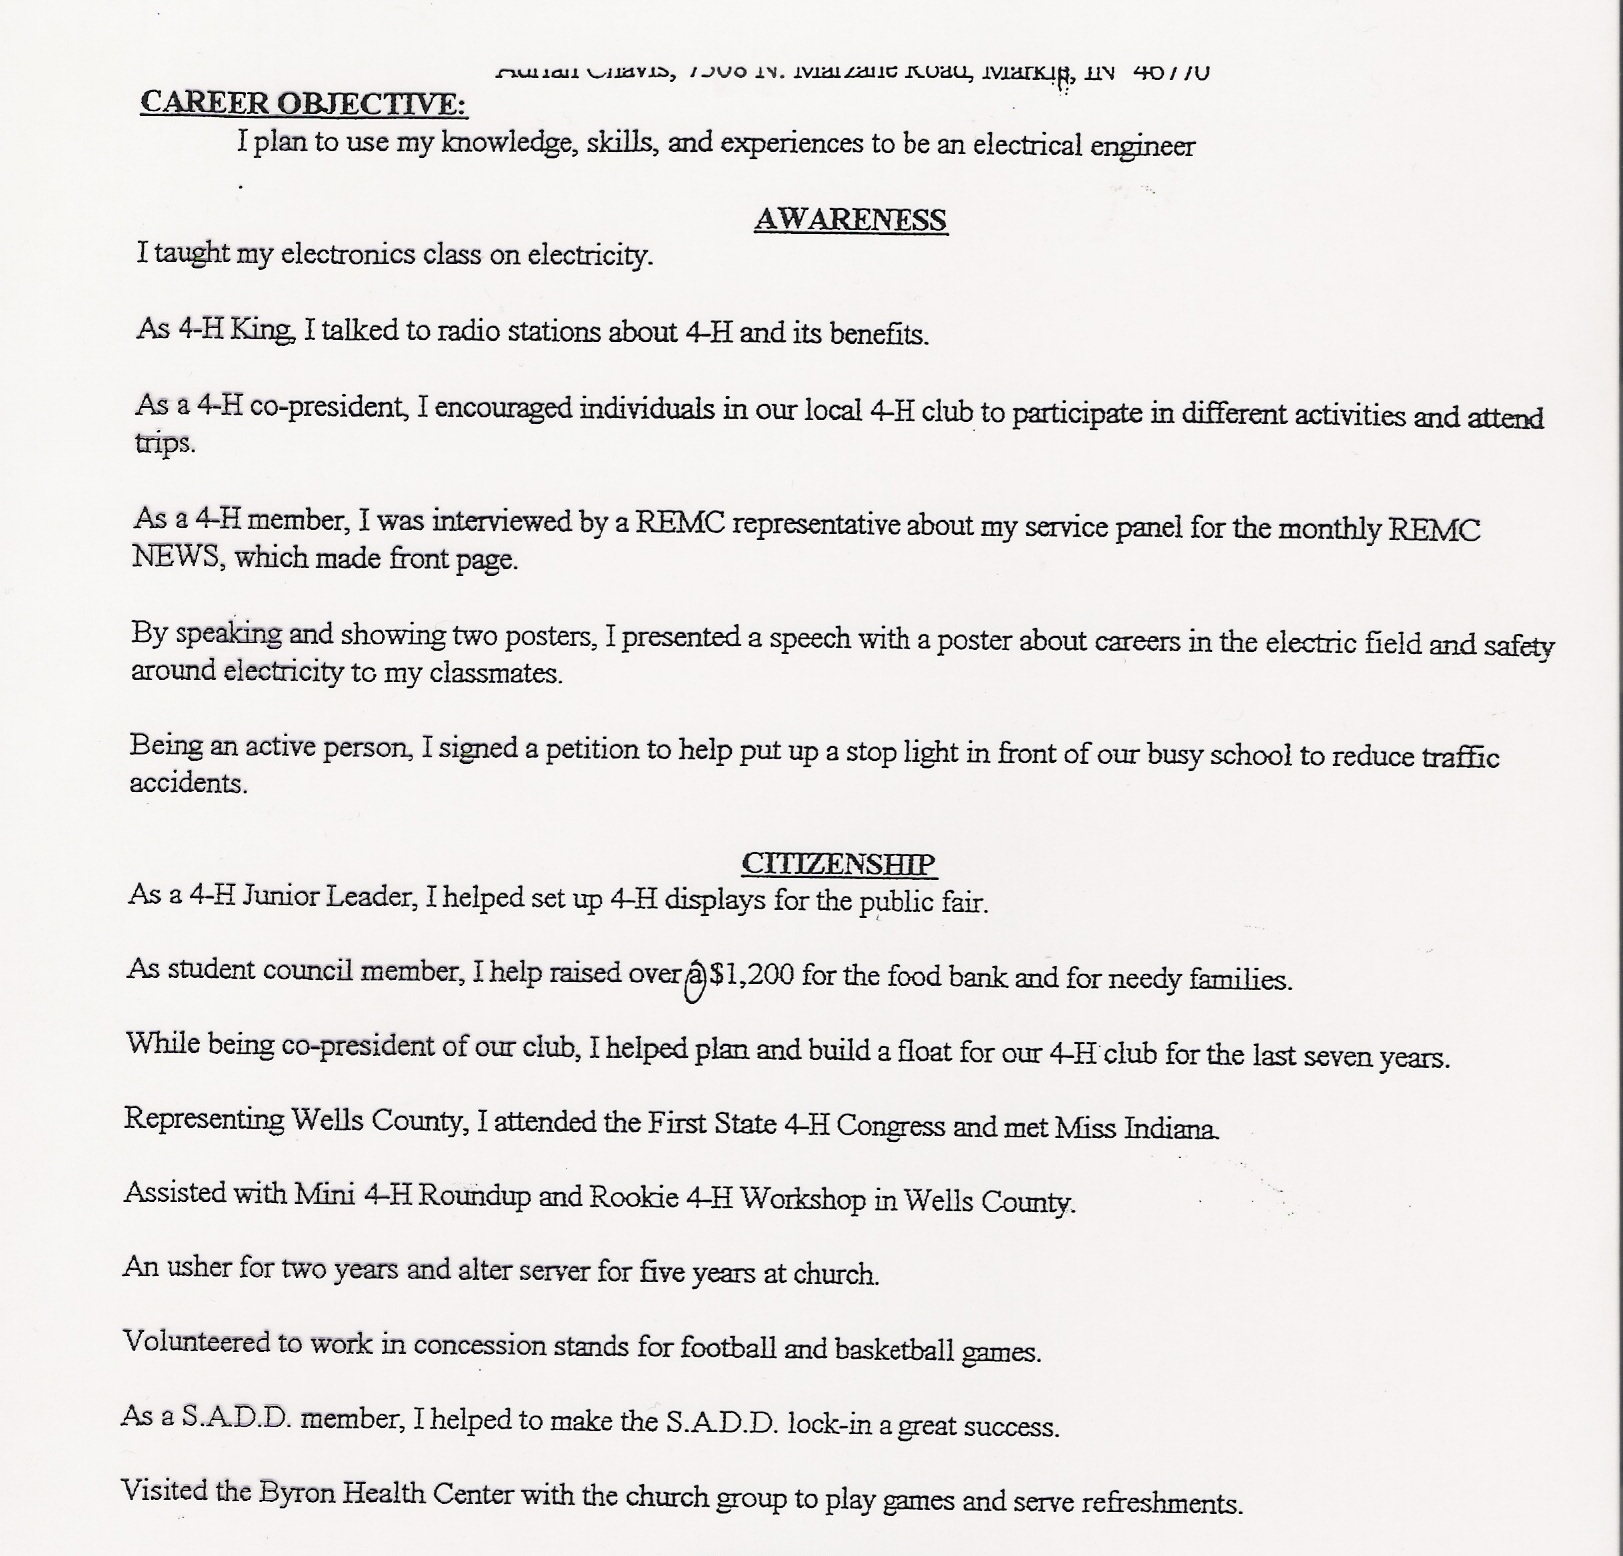 N. Road, IN 46770
CAREER OBJECTIVE:
I plan to use my knowledge, skills, and experiences to be an electrical engineer
.
AWARENESS
I taught my electronics class on electricity.
As 4-H King, I talked to radio stations about 4-H and its benefits.
As a 4-H co-president, I encouraged individuals in our local 4-H club to participate in different activities and attend
trips.
As a 4-H member, I was interviewed by a REMC representative about my service panel for the monthly REMC
NEWS, which made front page.
By speaking and showing two posters, I presented a speech with a poster about careers in the electric field and safety
around electricity to my classmates.
Being an active person, I signed a petition to help put up a stop light in front of our busy school to reduce traffic
accidents.
CITIZENSHIP
As a 4-H Junior Leader, I helped set up 4-H displays for the public fair.
As student council member, I help raised over a $1,200 for the food bank and for needy families.
While being co-president of our club, I helped plan and build a float for our 4-H club for the last seven years.
Representing Wells County, I attended the First State 4-H Congress and met Miss Indiana.
Assisted with Mini 4-H Roundup and Rookie 4-H Workshop in Wells County.
An usher for two years and alter server for five years at church.
Volunteered to work in concession stands for football and basketball games.
As a S.A.D.D. member, I helped to make the S.A.D.D. lock-in a great success.
Visited the Byron Health Center with the church group to play games and serve refreshments.